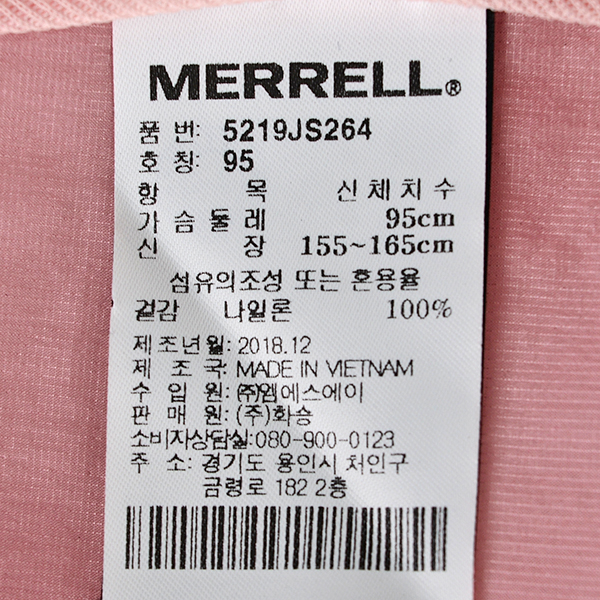 MERRELL®
품 번: 5219JS264
호칭: 95
항 목 신체치수
가슴둘레 95cm
신 장 155~165cm
섬유의조성 또는 혼용율
겉감 나일론 100%
제조년월: 2018.12
제 조 국: MADE IN VIETNAM
수 입 원: ㈜엠에스에이
판 매 원: (주)화승
소비자상담실:080-900-0123
주 소: 경기도 용인시 처인구
금령로 182 2층